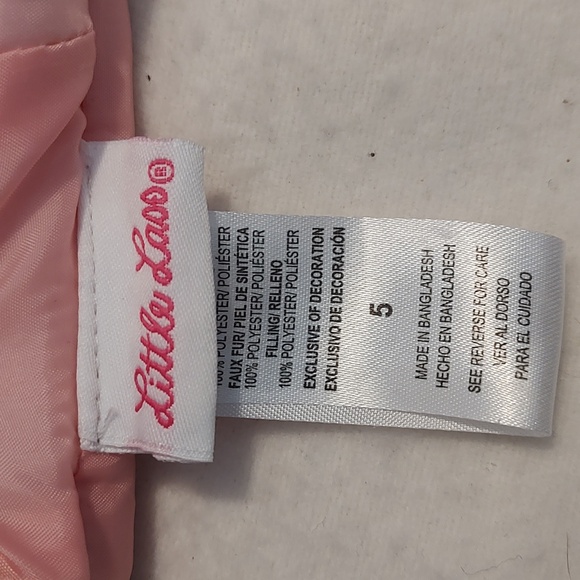 Little Lass®
100% POLYESTER/ POLIÉSTER
FAUX FUR/ PIEL DE SINTÉTICA
100% POLYESTER/ POLIÉSTER
FILLING/ RELLENO
100% POLYESTER/ POLIÉSTER
EXCLUSIVE OF DECORATION
EXCLUSIVO DE DECORACIÓN
5
MADE IN BANGLADESH
HECHO EN BANGLADESH
SEE REVERSE FOR CARE
VER AL DORSO
PARA EL CUIDADO